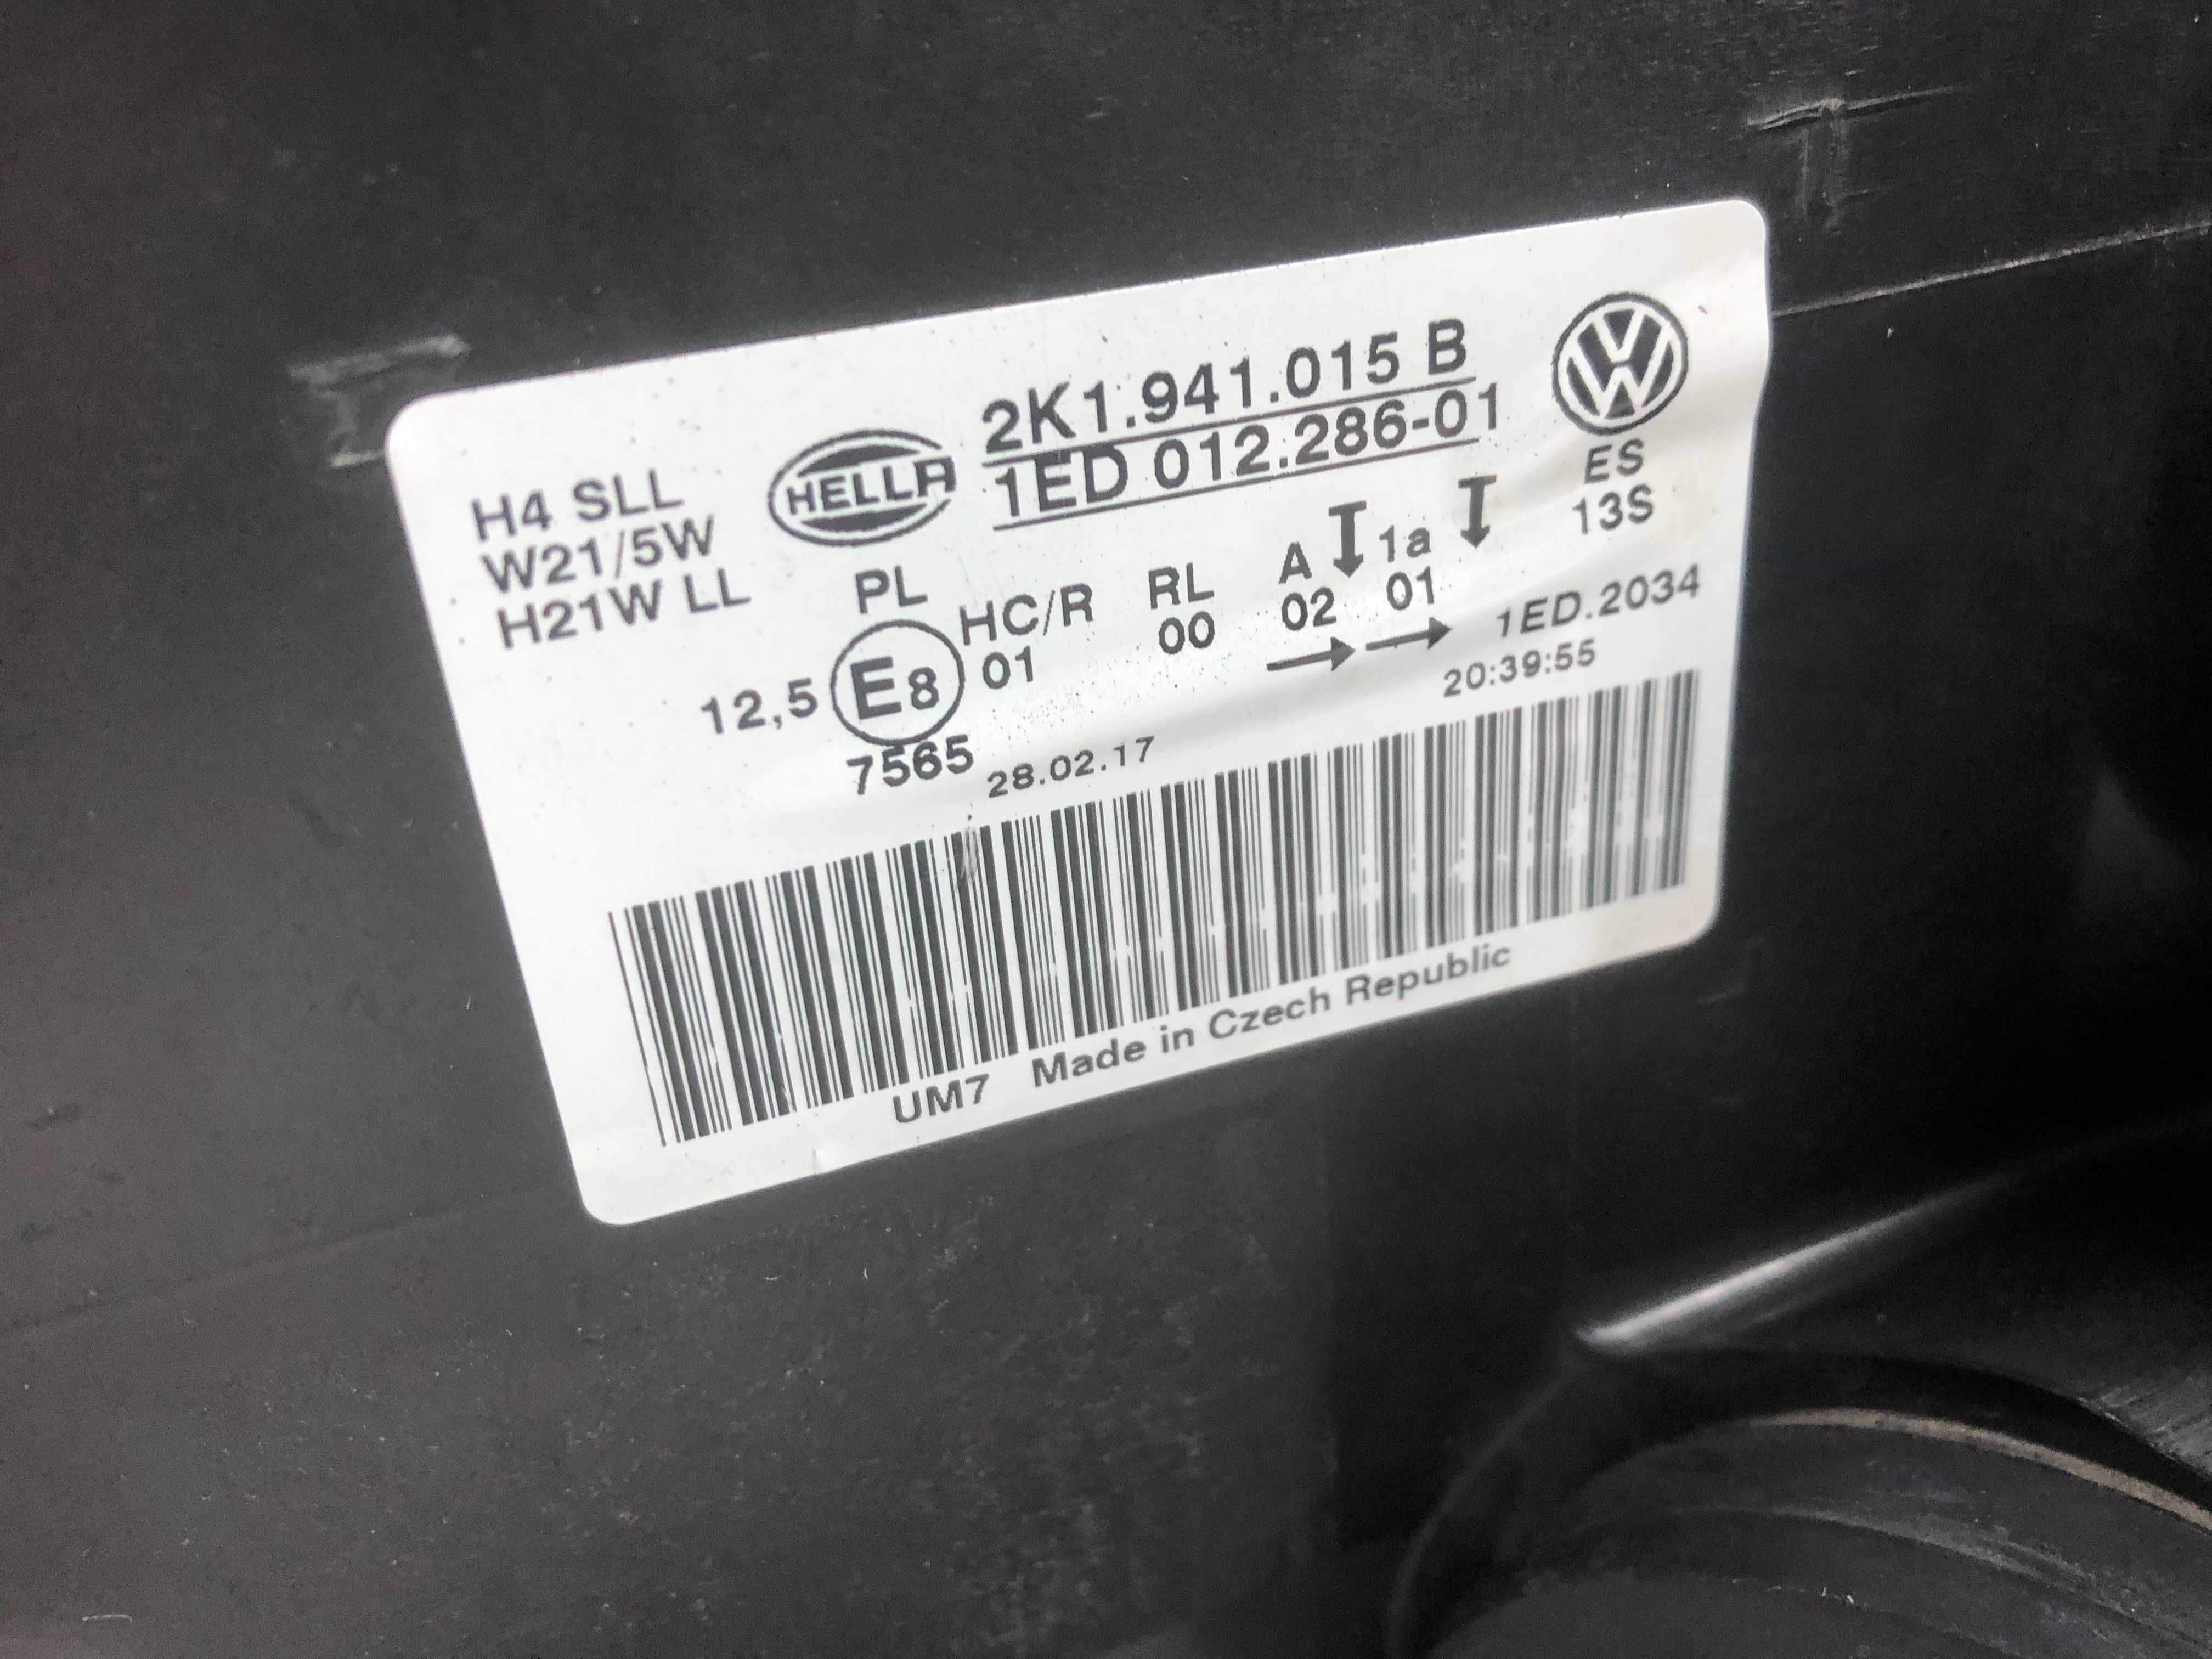 2K1.941.015 B
1ED 012.286-01
HELLA
H4 SLL
W21/5W
H21W LL
ES
13S
PL
HC/R RL A 1a
12,5 E8 01 00 02 01
7565
1ED.2034
28.02.17 20:39:55
UM7 Made in Czech Republic